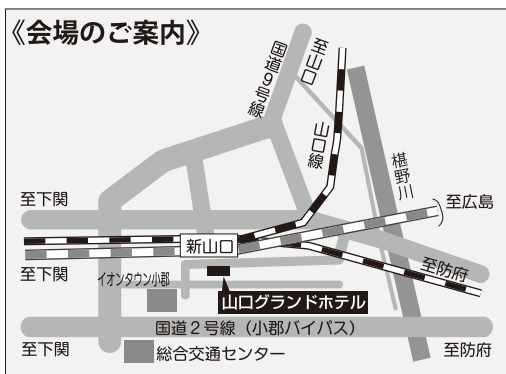 《会場のご案内》
国道9号線
至山口
山口線
椹野川
至下関
至広島
新山口
至下関
イオンタウン小郡
至防府
山口グランドホテル
国道2号線（小郡バイパス）
至下関
総合交通センター
至防府